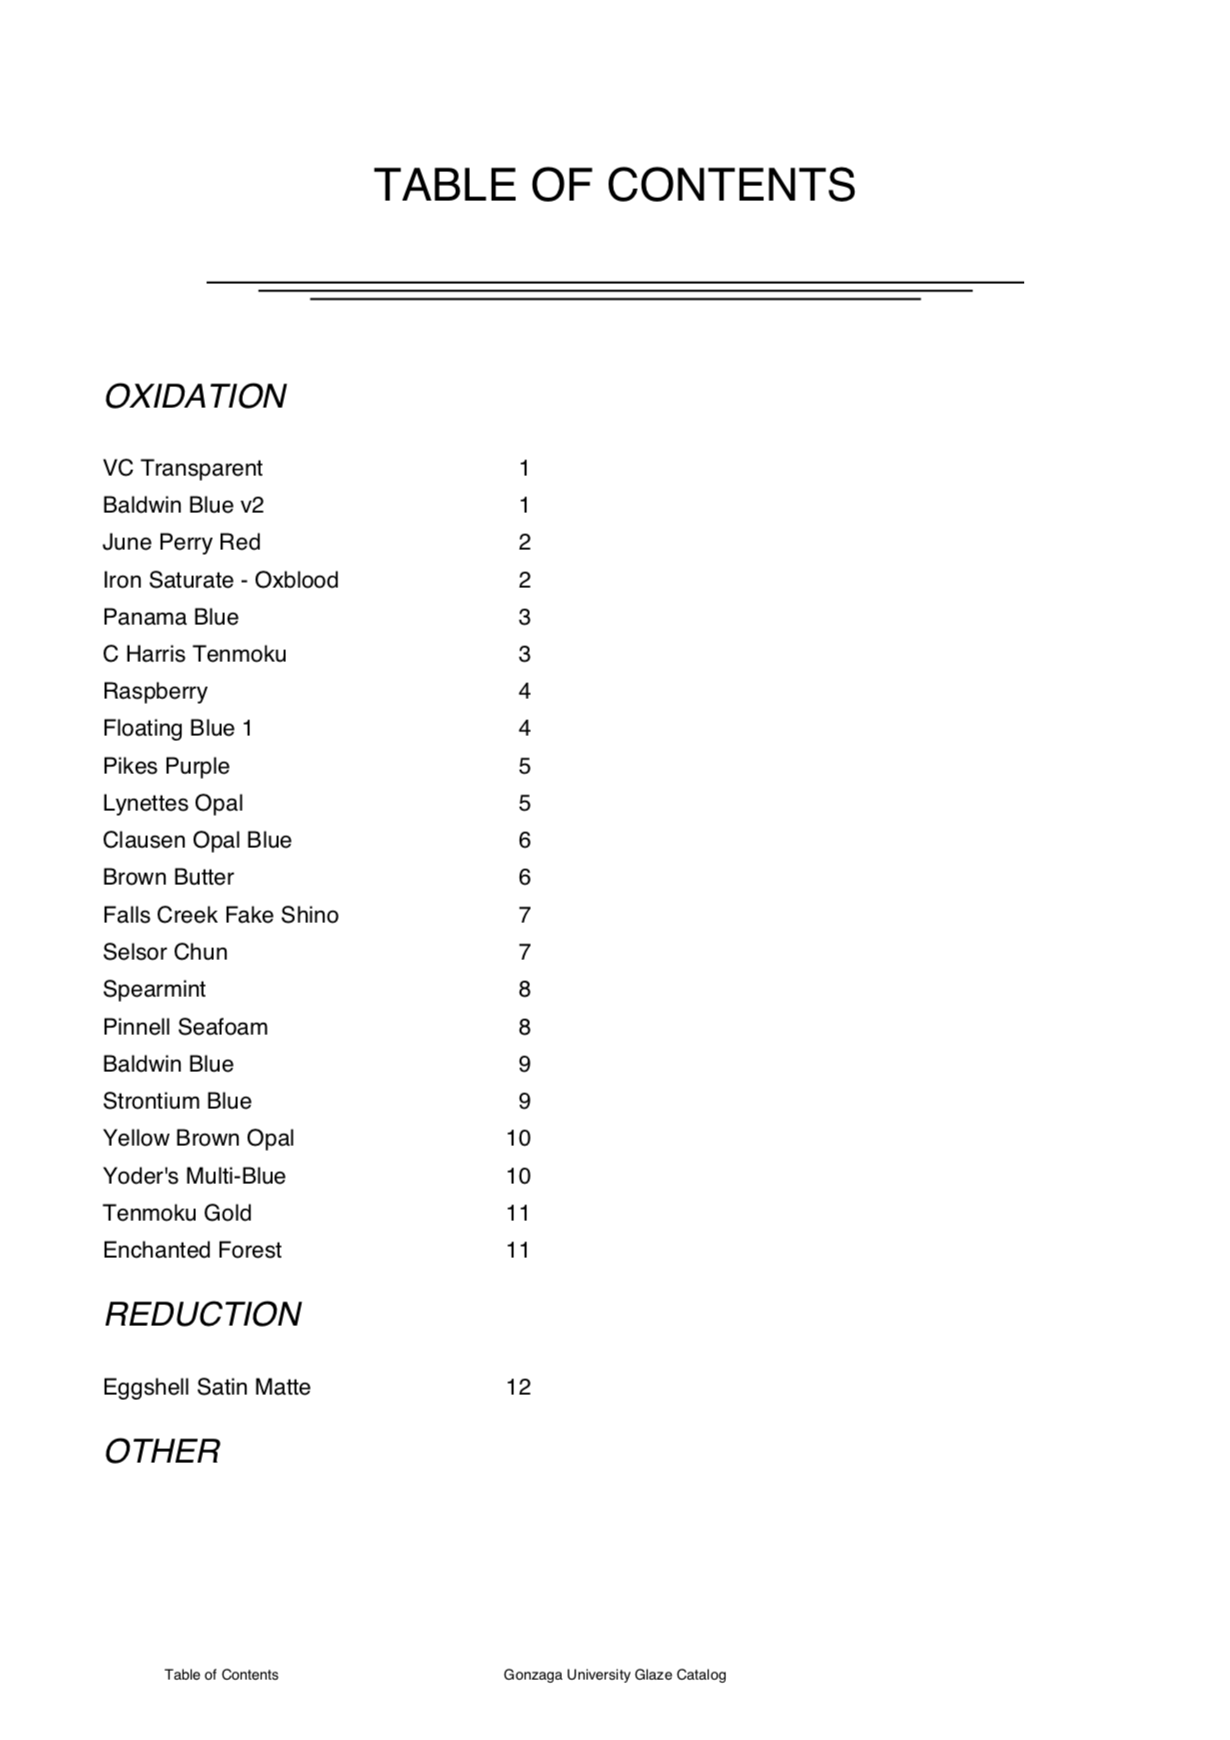 TABLE OF CONTENTS
OXIDATION
VC Transparent 1
Baldwin Blue v2 1
June Perry Red 2
Iron Saturate - Oxblood 2
Panama Blue 3
C Harris Tenmoku 3
Raspberry 4
Floating Blue 1 4
Pikes Purple 5
Lynettes Opal 5
Clausen Opal Blue 6
Brown Butter 6
Falls Creek Fake Shino 7
Selsor Chun 7
Spearmint 8
Pinnell Seafoam 8
Baldwin Blue 9
Strontium Blue 9
Yellow Brown Opal 10
Yoder's Multi-Blue 10
Tenmoku Gold 11
Enchanted Forest 11
REDUCTION
Eggshell Satin Matte 12
OTHER
Table of Contents Gonzaga University Glaze Catalog